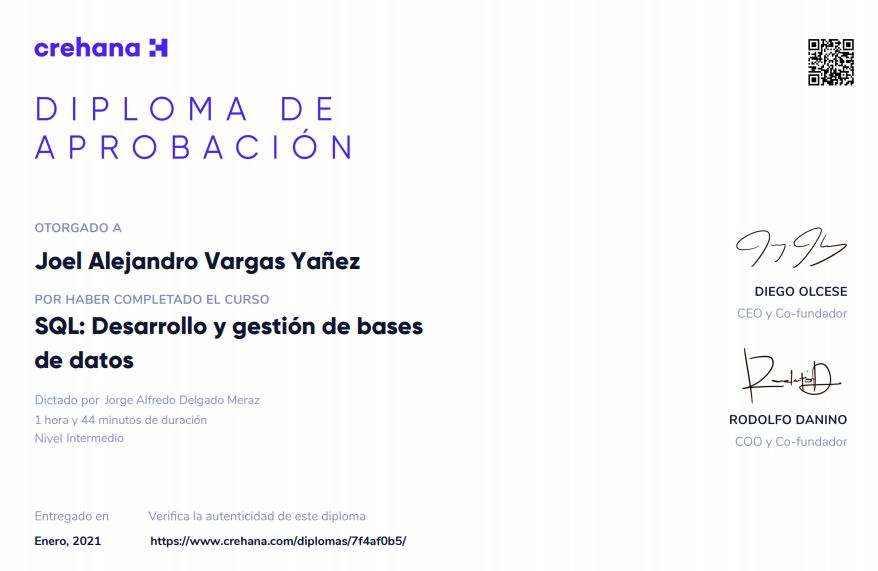 crehana
DIPLOMA DE
APROBACIÓN
OTORGADO A
Joel Alejandro Vargas Yañez
POR HABER COMPLETADO EL CURSO
SQL: Desarrollo y gestión de bases
de datos
Dictado por Jorge Alfredo Delgado Meraz
1 hora y 44 minutos de duración
Nivel Intermedio
DIEGO OLCESE
CEO y Co-fundador
RODOLFO DANINO
COO y Co-fundador
Entregado en
Verifica la autenticidad de este diploma
Enero, 2021
https://www.crehana.com/diplomas/7f4af0b5/